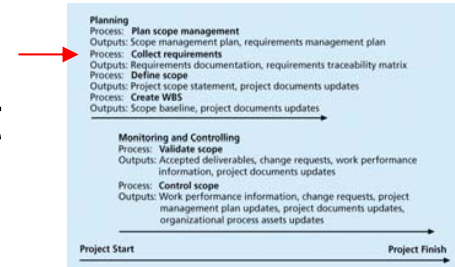 Planning
Process: Plan scope management
Outputs: Scope management plan, requirements management plan
Process: Collect requirements
Outputs: Requirements documentation, requirements traceability matrix
Process: Define scope
Outputs: Project scope statement, project documents updates
Process: Create WBS
Outputs: Scope baseline, project documents updates
Monitoring and Controlling
Process: Validate scope
Outputs: Accepted deliverables, change requests, work performance
information, project documents updates
Process: Control scope
Outputs: Work performance information, change requests, project
management plan updates, project documents updates,
organizational process assets updates
Project Start Project Finish